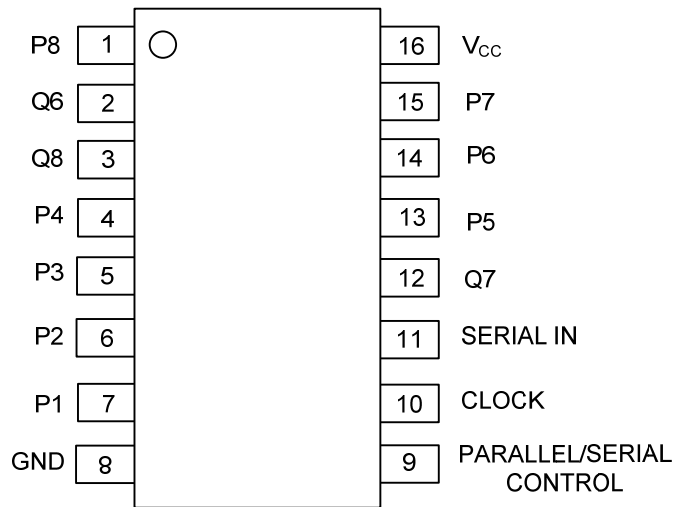 P8 1 16 VCC
Q6 2 15 P7
Q8 3 14 P6
P4 4 13 P5
P3 5 12 Q7
P2 6 11 SERIAL IN
P1 7 10 CLOCK
GND 8 9 PARALLEL/SERIAL
CONTROL